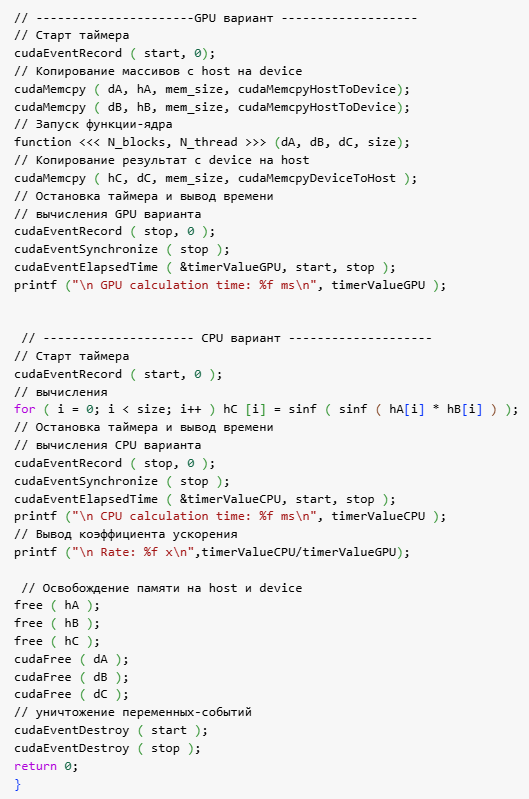 // ----------------------GPU вариант -------------------
// Старт таймера
cudaEventRecord ( start, 0);
// Копирование массивов с host на device
cudaMemcpy ( dA, hA, mem_size, cudaMemcpyHostToDevice);
cudaMemcpy ( dB, hB, mem_size, cudaMemcpyHostToDevice);
// Запуск функции-ядра
function <<< N_blocks, N_thread >>> (dA, dB, dC, size);
// Копирование результат с device на host
cudaMemcpy ( hC, dC, mem_size, cudaMemcpyDeviceToHost );
// Остановка таймера и вывод времени
// вычисления GPU варианта
cudaEventRecord ( stop, 0 );
cudaEventSynchronize ( stop );
cudaEventElapsedTime ( &timerValueGPU, start, stop );
printf ("\n GPU calculation time: %f ms\n", timerValueGPU );
// --------------------- CPU вариант --------------------
// Старт таймера
cudaEventRecord ( start, 0 );
// вычисления
for ( i = 0; i < size; i++ ) hC [i] = sinf ( sinf ( hA[i] * hB[i] ) );
// Остановка таймера и вывод времени
// вычисления CPU варианта
cudaEventRecord ( stop, 0 );
cudaEventSynchronize ( stop );
cudaEventElapsedTime ( &timerValueCPU, start, stop );
printf ("\n CPU calculation time: %f ms\n", timerValueCPU );
// Вывод коэффициента ускорения
printf ("\n Rate: %f x\n",timerValueCPU/timerValueGPU);
// Освобождение памяти на host и device
free ( hA );
free ( hB );
free ( hC );
cudaFree ( dA );
cudaFree ( dB );
cudaFree ( dC );
// уничтожение переменных-событий
cudaEventDestroy ( start );
cudaEventDestroy ( stop );
return 0;
}